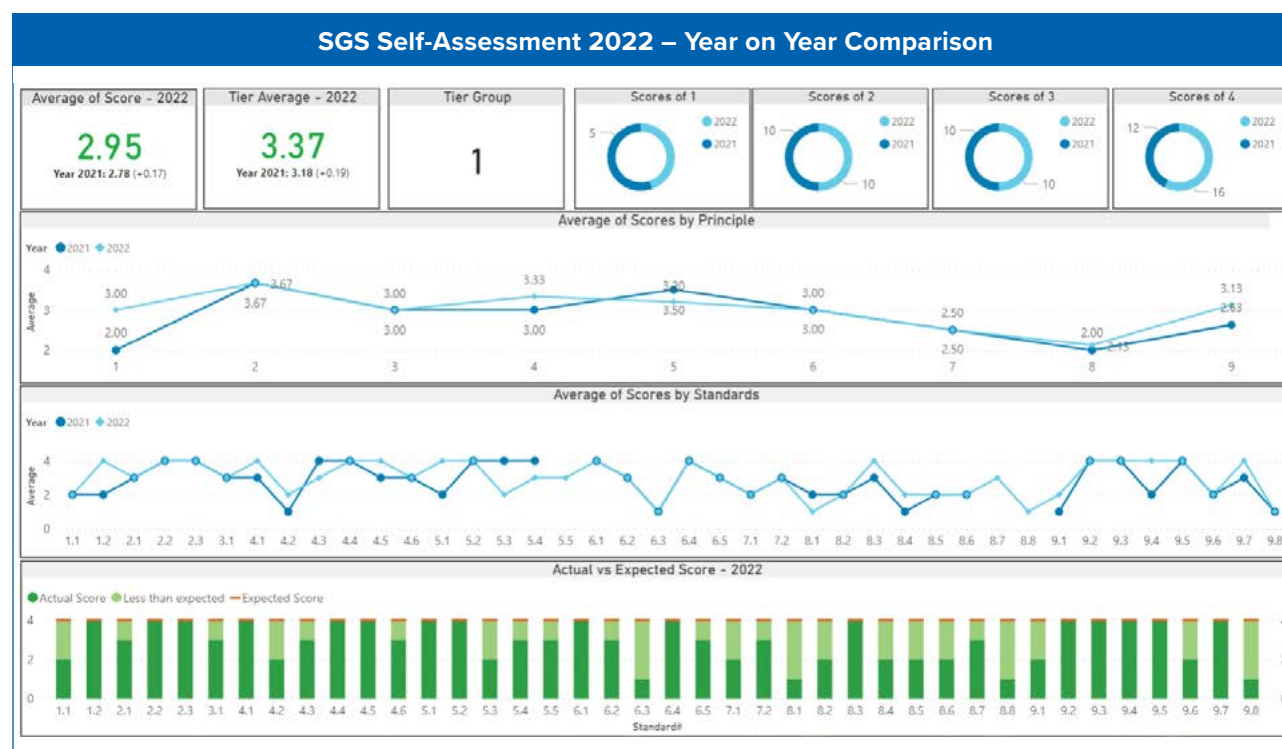 SGS Self-Assessment 2022 – Year on Year Comparison
Average of Score - 2022
2.95
Year 2021: 2.78 (+0.17)
Tier Average - 2022
3.37
Year 2021: 3.18 (+0.19)
Tier Group
1
Scores of 1
5
2022
2021
Scores of 2
10
2022
2021
10
Scores of 3
10
2022
2021
10
Scores of 4
12
2022
2021
16
Average of Scores by Principle
Year 2021 2022
Average
4
3
2
3.00
2.00
3.67
3.67
3.00
3.00
3.33
3.00
3.50
3.00
3.00
2.50
2.50
2.00
3.13
2.63
1 2 3 4 5 6 7 8 9
Average of Scores by Standards
Year 2021 2022
Average
4
2
0
1.1 1.2 2.1 2.2 2.3 3.1 4.1 4.2 4.3 4.4 4.5 4.6 5.1 5.2 5.3 5.4 5.5 6.1 6.2 6.3 6.4 6.5 7.1 7.2 8.1 8.2 8.3 8.4 8.5 8.6 8.7 8.8 9.1 9.2 9.3 9.4 9.5 9.6 9.7 9.8
Actual vs Expected Score - 2022
Actual Score Less than expected Expected Score
4
2
0
1.1 1.2 2.1 2.2 2.3 3.1 4.1 4.2 4.3 4.4 4.5 4.6 5.1 5.2 5.3 5.4 5.5 6.1 6.2 6.3 6.4 6.5 7.1 7.2 8.1 8.2 8.3 8.4 8.5 8.6 8.7 8.8 9.1 9.2 9.3 9.4 9.5 9.6 9.7 9.8
Standard#